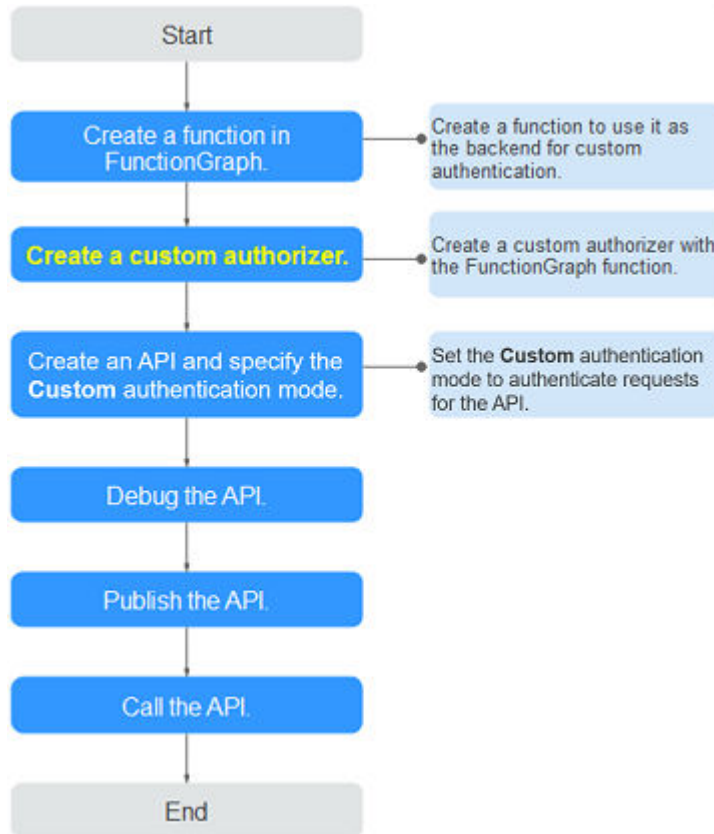 Start
Create a function in
FunctionGraph.
Create a function to use it as
the backend for custom
authentication.
Create a custom authorizer.
Create a custom authorizer with
the FunctionGraph function.
Create an API and specify the
Custom authentication mode.
Set the Custom authentication
mode to authenticate requests
for the API.
Debug the API.
Publish the API.
Call the API.
End